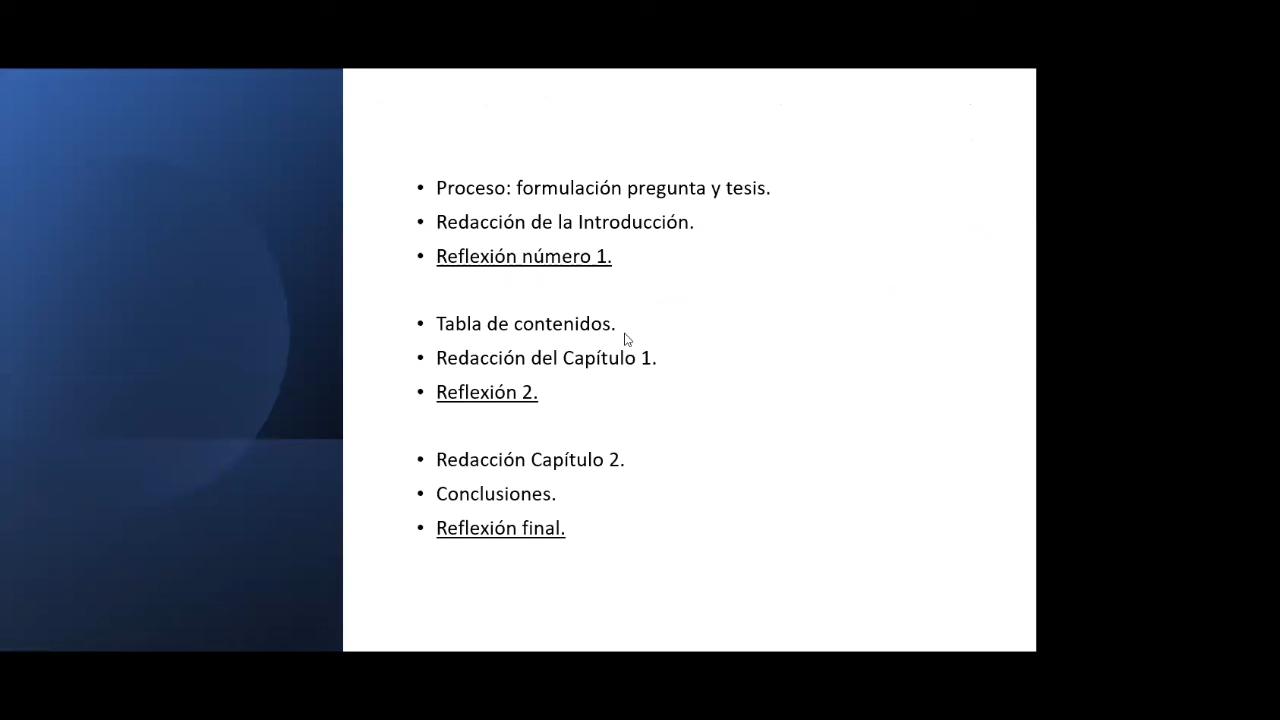 • Proceso: formulación pregunta y tesis.
• Redacción de la Introducción.
• Reflexión número 1.
• Tabla de contenidos.
• Redacción del Capítulo 1.
• Reflexión 2.
• Redacción Capítulo 2.
• Conclusiones.
• Reflexión final.